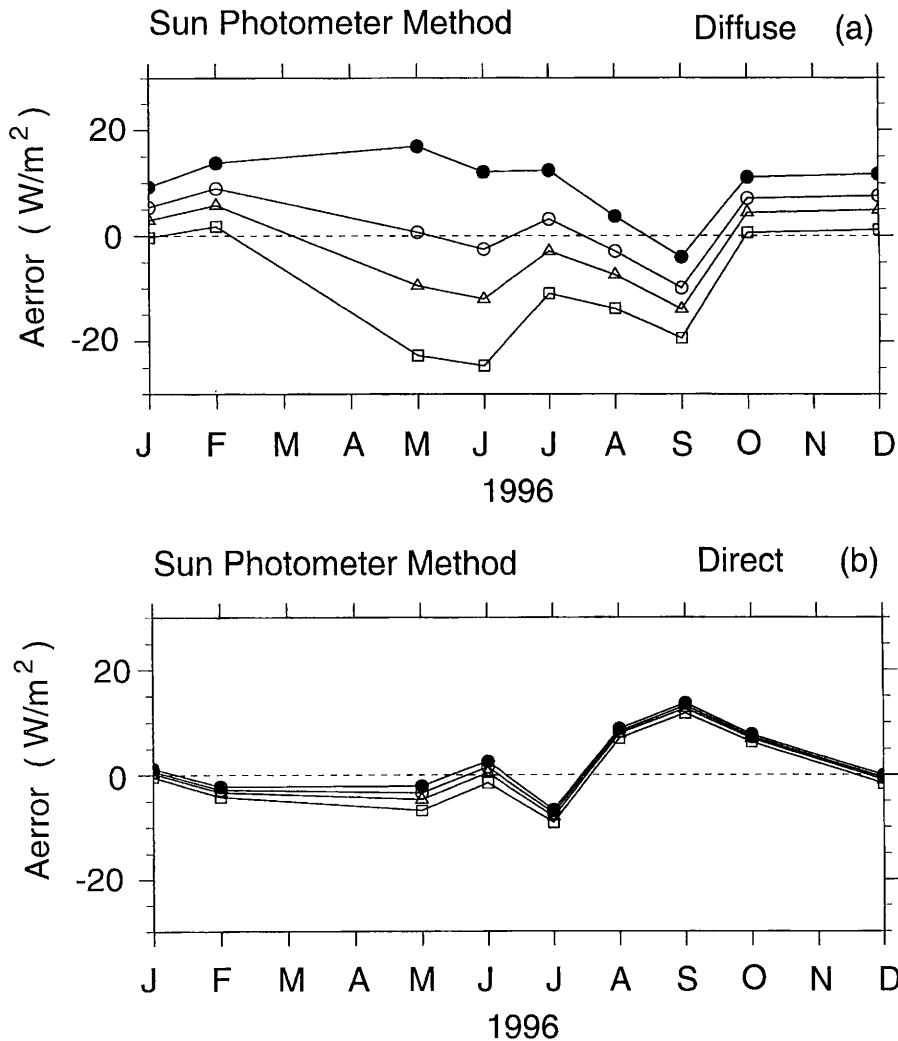 Sun Photometer Method Diffuse (a)
Aerror ( W/m²)
20
0
-20
J F M A M J J A S O N D
1996
Sun Photometer Method Direct (b)
Aerror ( W/m²)
20
0
-20
J F M A M J J A S O N D
1996